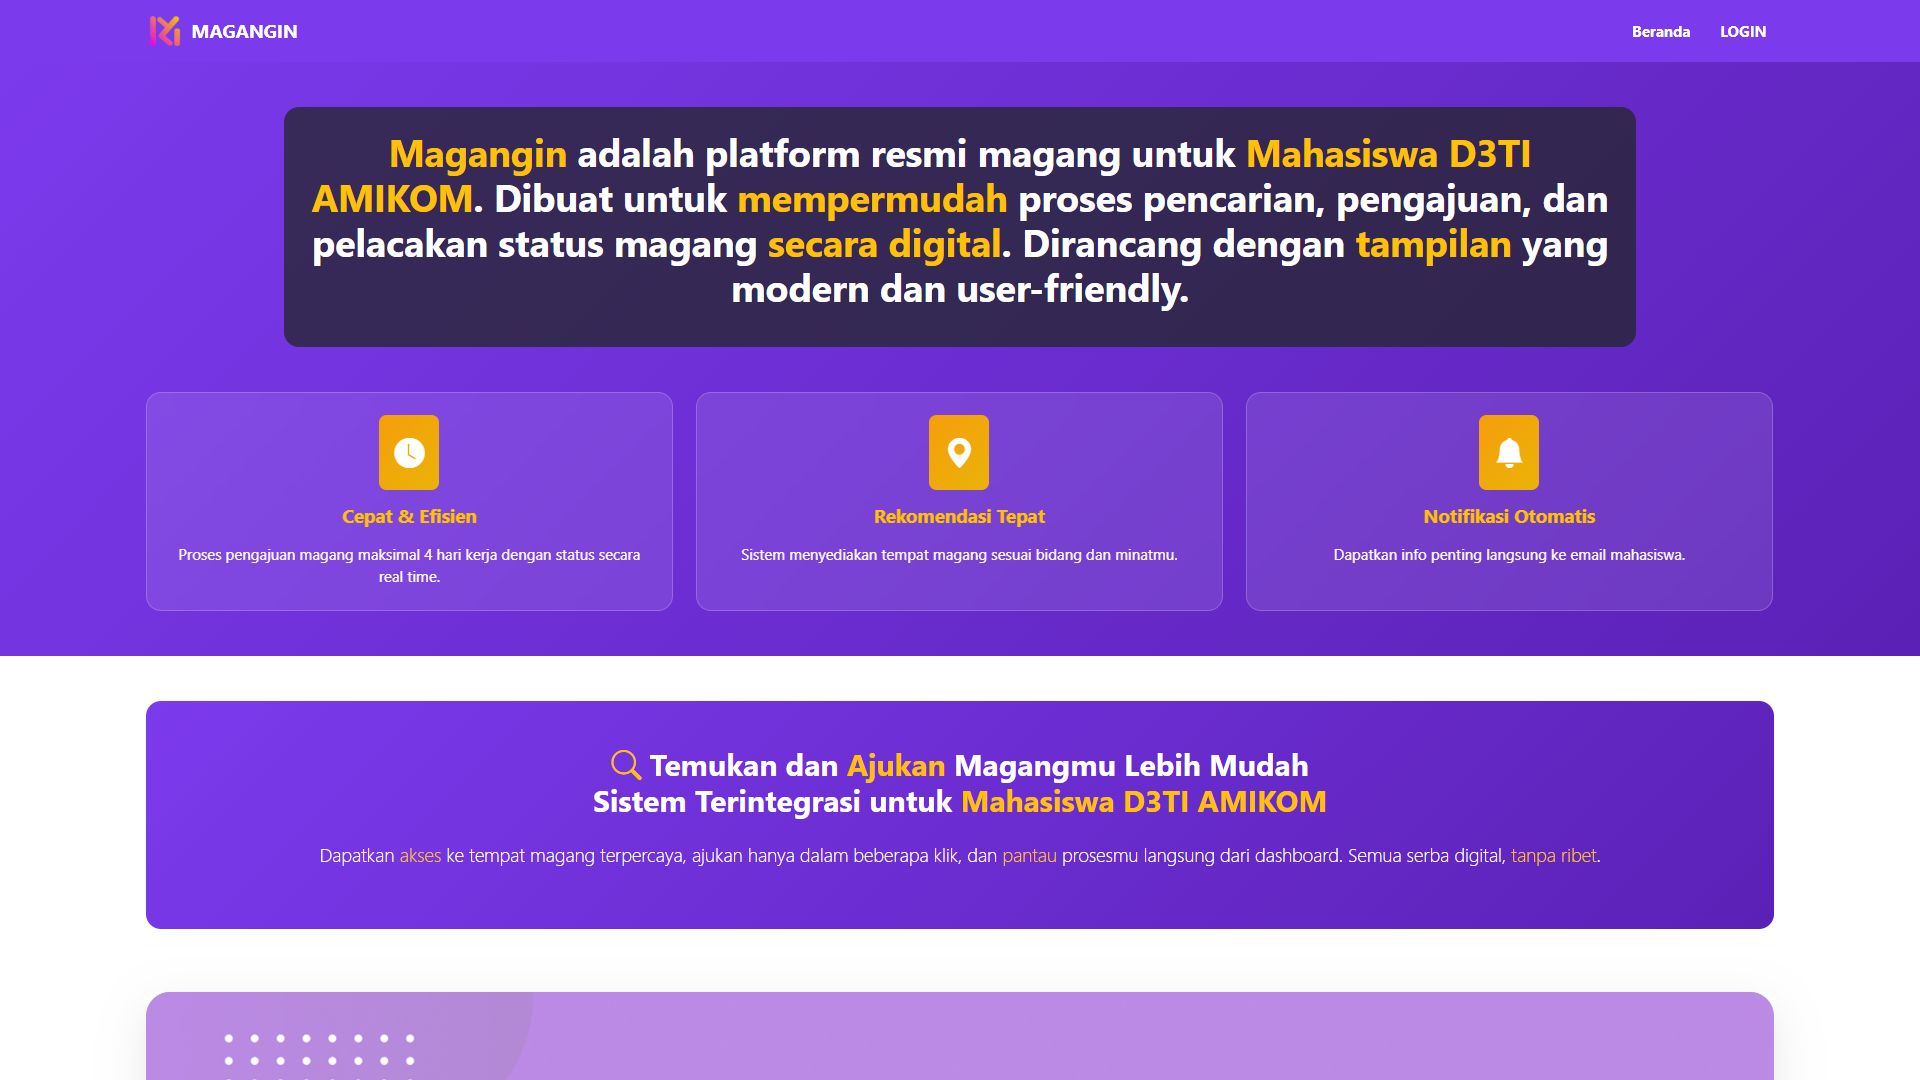 MAGANGIN
Beranda
LOGIN
Magangin adalah platform resmi magang untuk Mahasiswa D3TI
AMIKOM. Dibuat untuk mempermudah proses pencarian, pengajuan, dan
pelacakan status magang secara digital. Dirancang dengan tampilan yang
modern dan user-friendly.
Cepat & Efisien
Proses pengajuan magang maksimal 4 hari kerja dengan status secara
real time.
Rekomendasi Tepat
Sistem menyediakan tempat magang sesuai bidang dan minatmu.
Notifikasi Otomatis
Dapatkan info penting langsung ke email mahasiswa.
Temukan dan Ajukan Magangmu Lebih Mudah
Sistem Terintegrasi untuk Mahasiswa D3TI AMIKOM
Dapatkan akses ke tempat magang terpercaya, ajukan hanya dalam beberapa klik, dan pantau prosesmu langsung dari dashboard. Semua serba digital, tanpa ribet.